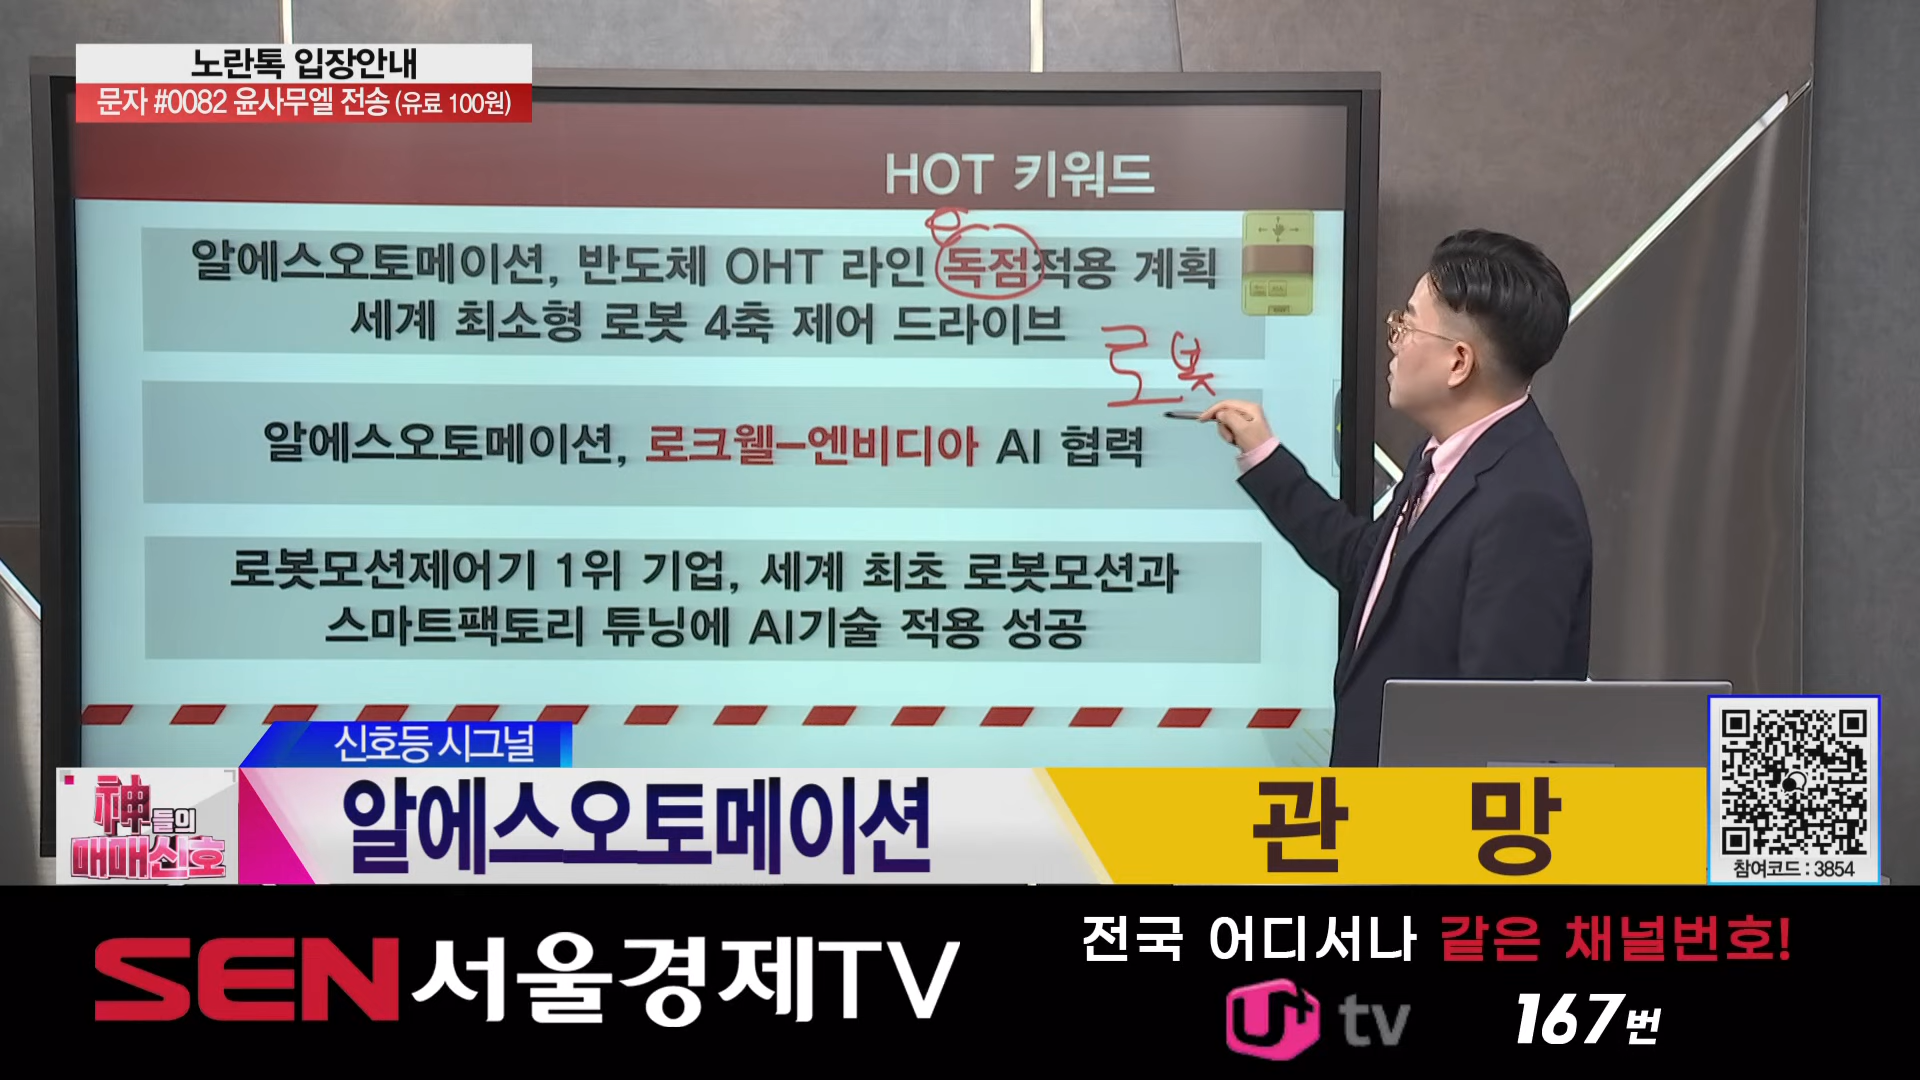 노란톡 입장안내
문자 #0082 윤사무엘 전송 (유료 100원)
HOT 키워드
알에스오토메이션, 반도체 OHT 라인 독점적용 계획
세계 최소형 로봇 4축 제어 드라이브
로봇
알에스오토메이션, 로크웰-엔비디아 AI 협력
로봇모션제어기 1위 기업, 세계 최초 로봇모션과
스마트팩토리 튜닝에 AI기술 적용 성공
신호등 시그널
神들의
매매신호
알에스오토메이션
관 망
참여코드 : 3854
SEN 서울경제TV
전국 어디서나 같은 채널번호!
U+ tv
167번